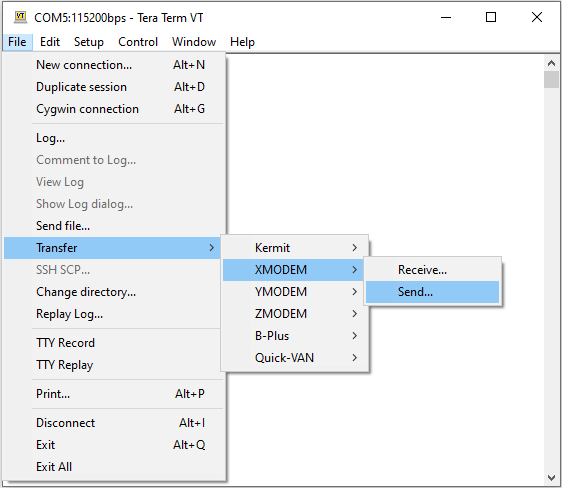 VT
COM5:115200bps - Tera Term VT
File Edit Setup Control Window Help
New connection... Alt+N
Duplicate session Alt+D
Cygwin connection Alt+G
Log...
Comment to Log...
View Log
Show Log dialog...
Send file...
Transfer
SSH SCP...
Change directory...
Replay Log...
TTY Record
TTY Replay
Print... Alt+P
Disconnect Alt+I
Exit Alt+Q
Exit All
Kermit
XMODEM
YMODEM
ZMODEM
B-Plus
Quick-VAN
Receive...
Send...